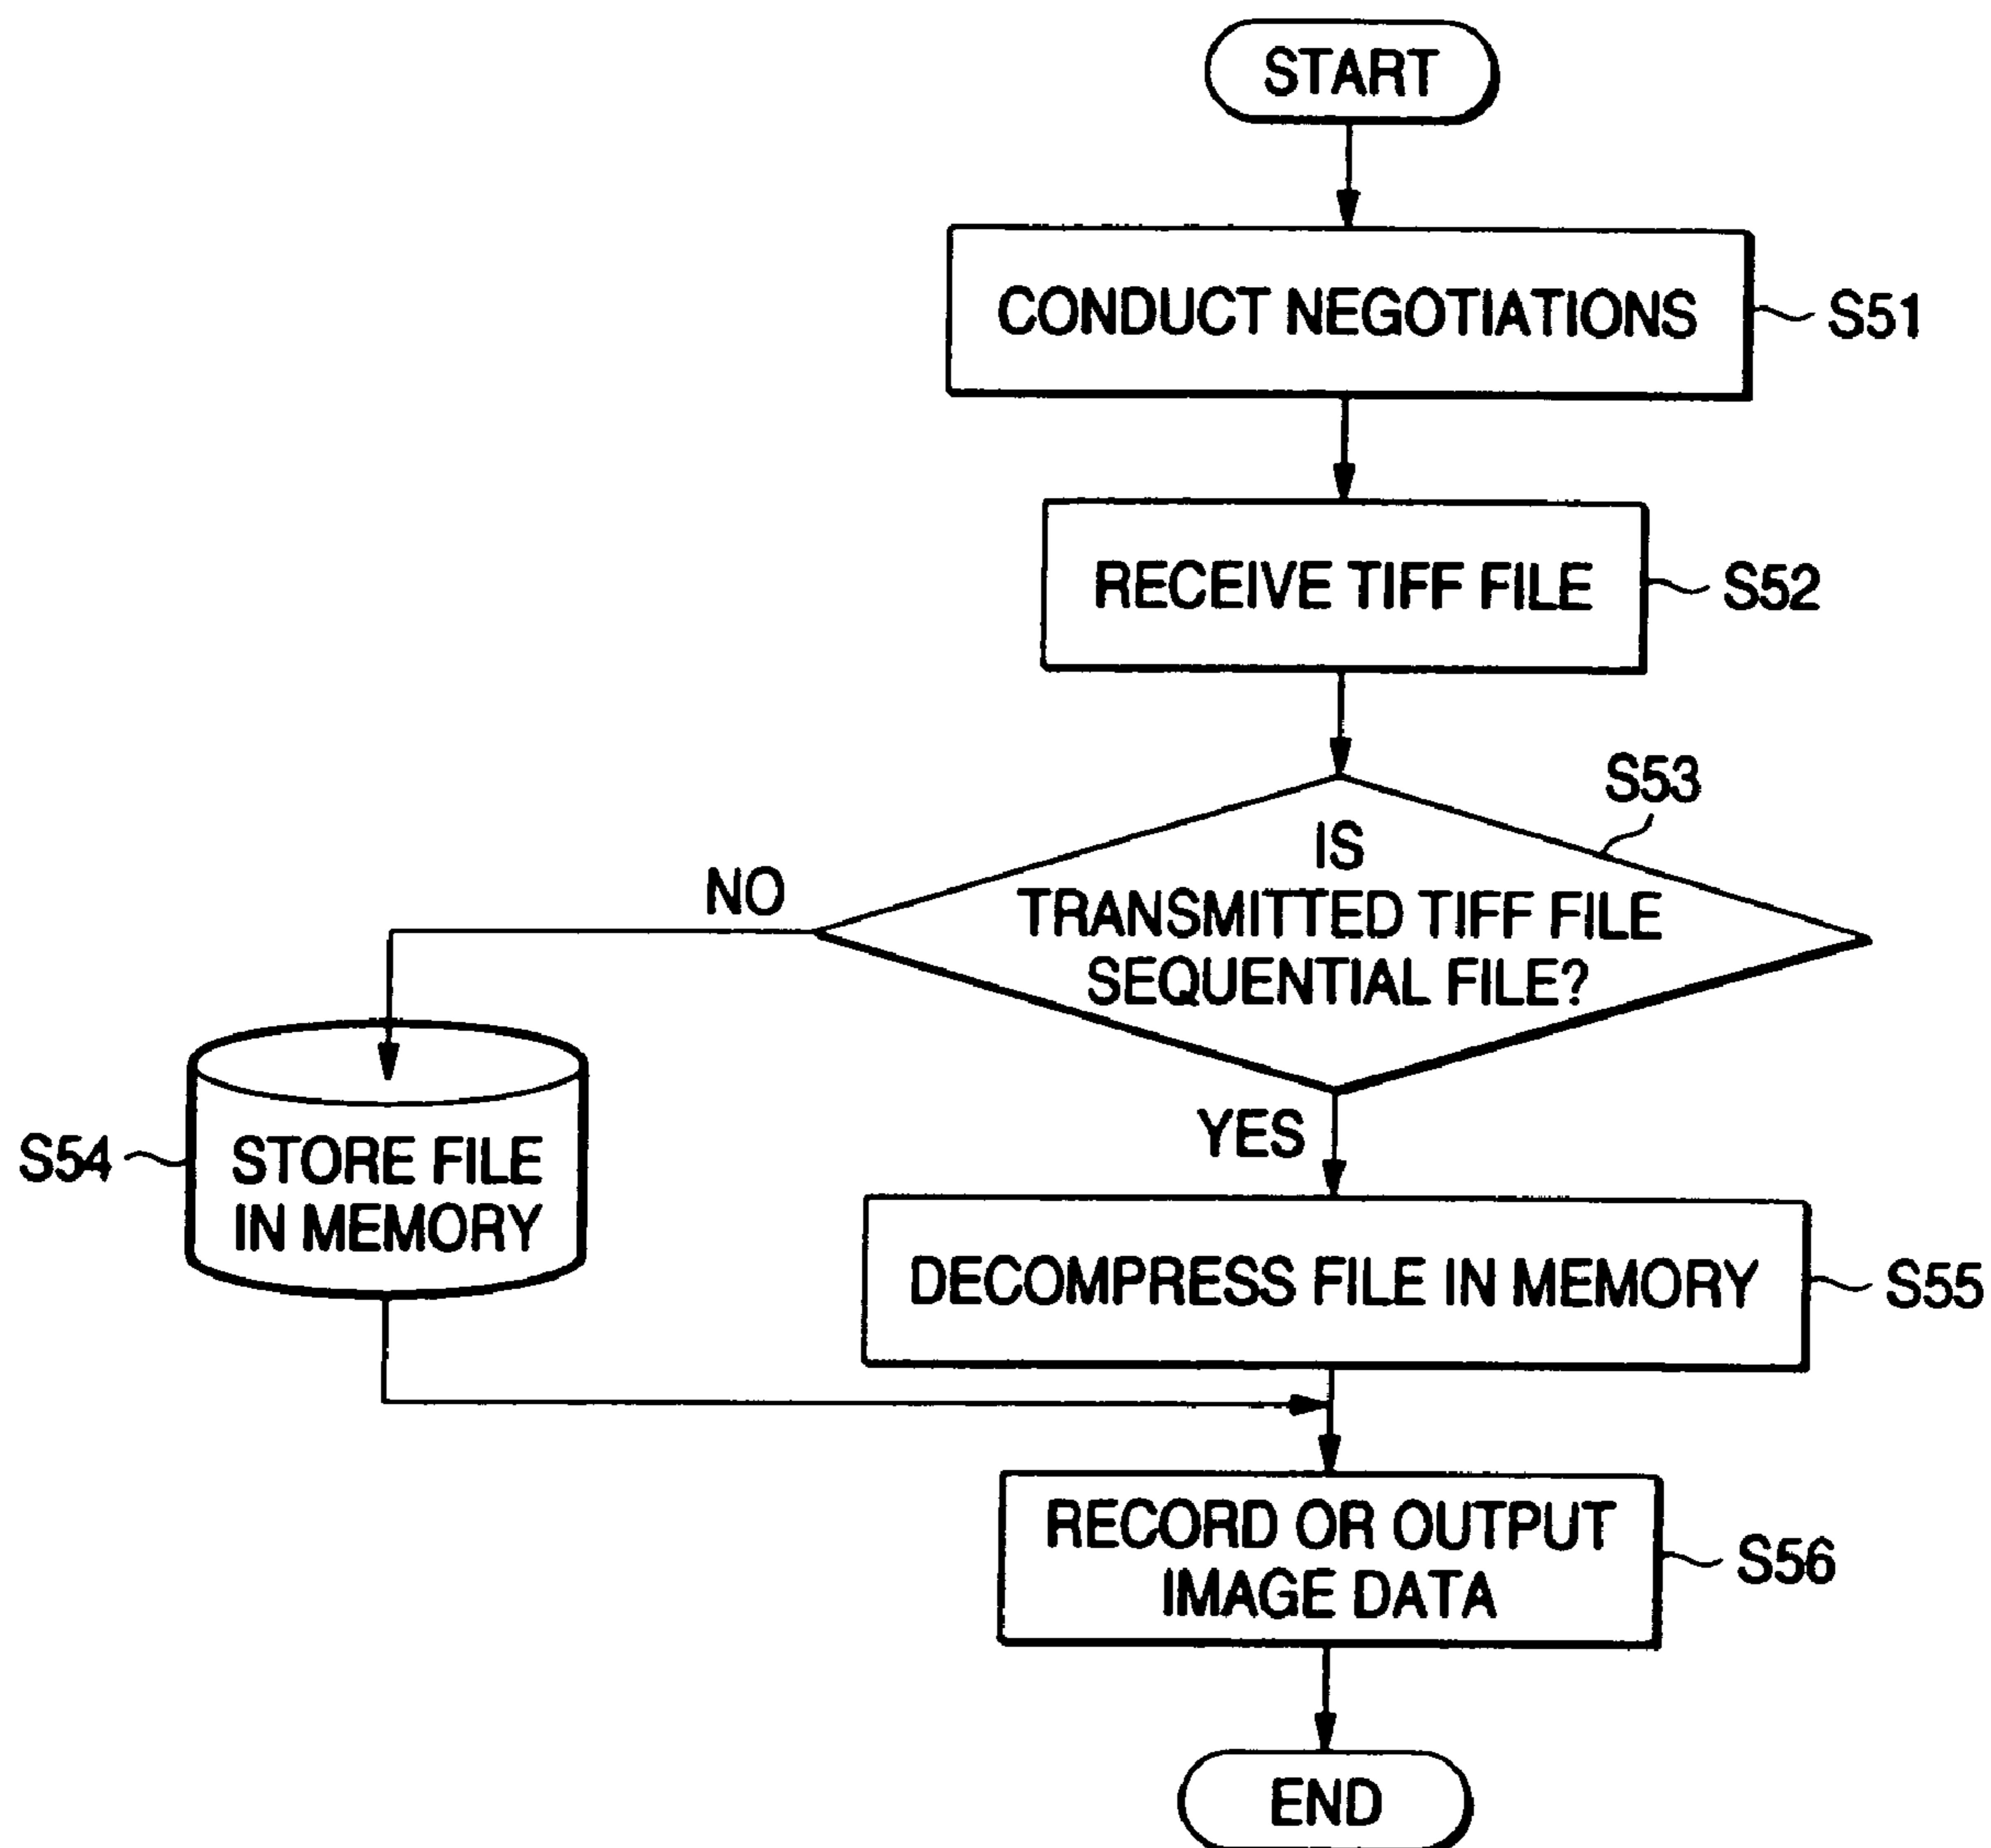 START
CONDUCT NEGOTIATIONS
S51
RECEIVE TIFF FILE
S52
S53
IS
TRANSMITTED TIFF FILE
SEQUENTIAL FILE?
NO
YES
S54
STORE FILE
IN MEMORY
DECOMPRESS FILE IN MEMORY
S55
RECORD OR OUTPUT
IMAGE DATA
S56
END